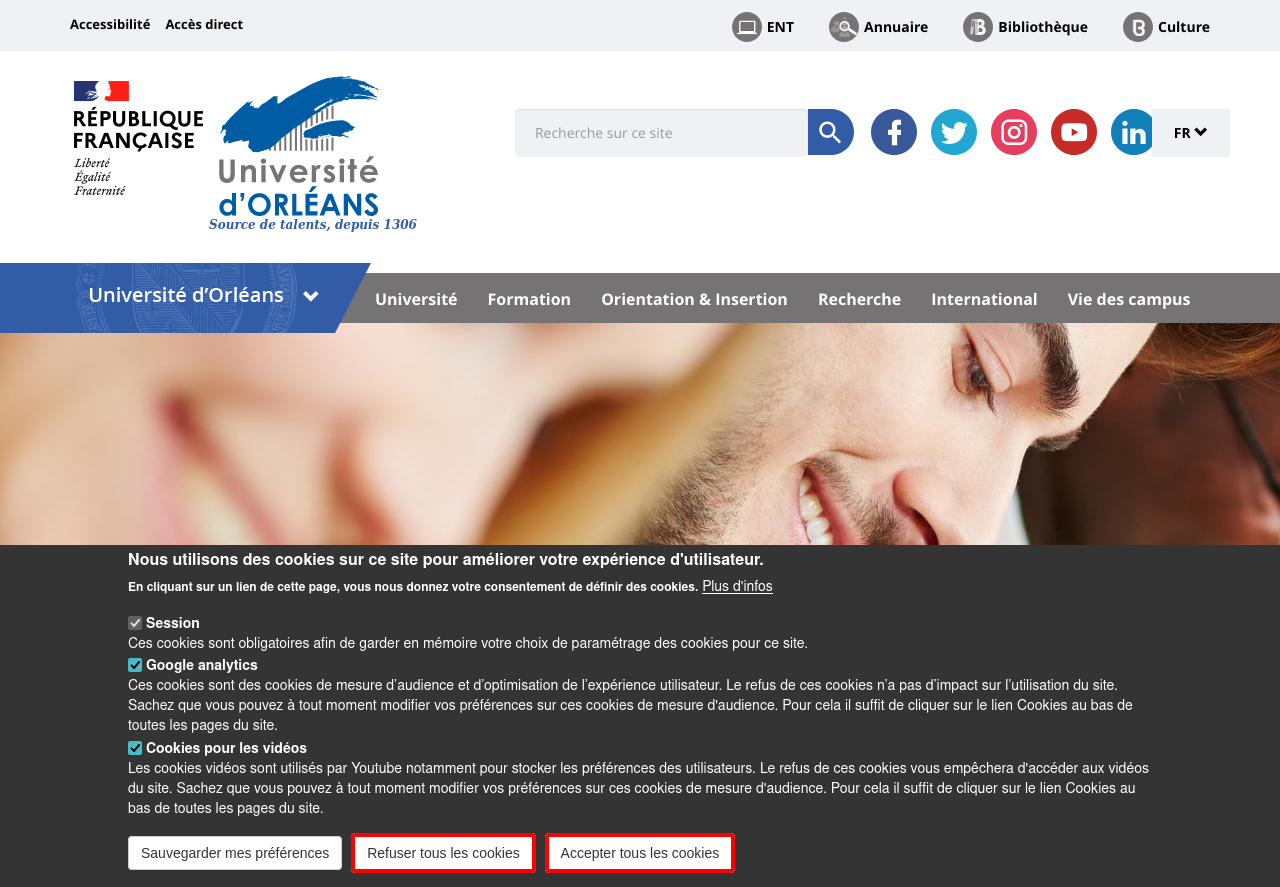 Accessibilité
Accès direct
ENT
Annuaire
Bibliothèque
Culture
RÉPUBLIQUE
FRANÇAISE
Liberté
Égalité
Fraternité
Université
d'ORLÉANS
Source de talents, depuis 1306
Recherche sur ce site
FR
Université d’Orléans
Université
Formation
Orientation & Insertion
Recherche
International
Vie des campus
Nous utilisons des cookies sur ce site pour améliorer votre expérience d'utilisateur.
En cliquant sur un lien de cette page, vous nous donnez votre consentement de définir des cookies. Plus d'infos
Session
Ces cookies sont obligatoires afin de garder en mémoire votre choix de paramétrage des cookies pour ce site.
Google analytics
Ces cookies sont des cookies de mesure d’audience et d’optimisation de l’expérience utilisateur. Le refus de ces cookies n’a pas d’impact sur l’utilisation du site.
Sachez que vous pouvez à tout moment modifier vos préférences sur ces cookies de mesure d'audience. Pour cela il suffit de cliquer sur le lien Cookies au bas de
toutes les pages du site.
Cookies pour les vidéos
Les cookies vidéos sont utilisés par Youtube notamment pour stocker les préférences des utilisateurs. Le refus de ces cookies vous empêchera d'accéder aux vidéos
du site. Sachez que vous pouvez à tout moment modifier vos préférences sur ces cookies de mesure d'audience. Pour cela il suffit de cliquer sur le lien Cookies au
bas de toutes les pages du site.
Sauvegarder mes préférences
Refuser tous les cookies
Accepter tous les cookies